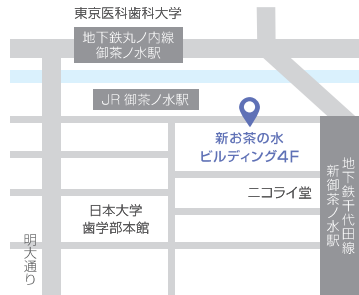 東京医科歯科大学
地下鉄丸ノ内線
御茶ノ水駅
JR 御茶ノ水駅
新お茶の水
ビルディング4F
ニコライ堂
日本大学
歯学部本館
明大通り
地下鉄千代田線
新御茶ノ水駅